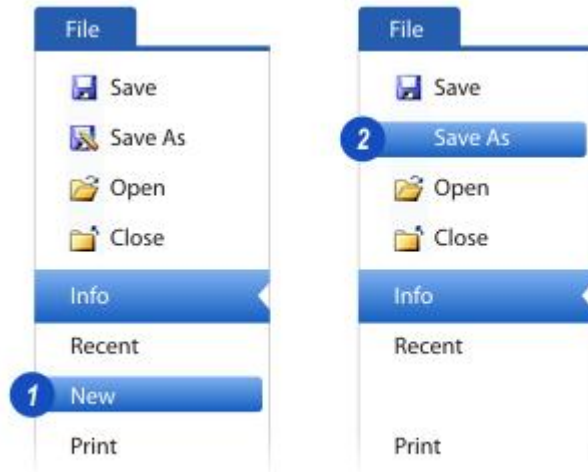 File
Save
Save As
Open
Close
Info
Recent
1 New
Print
File
Save
2 Save As
Open
Close
Info
Recent
Print